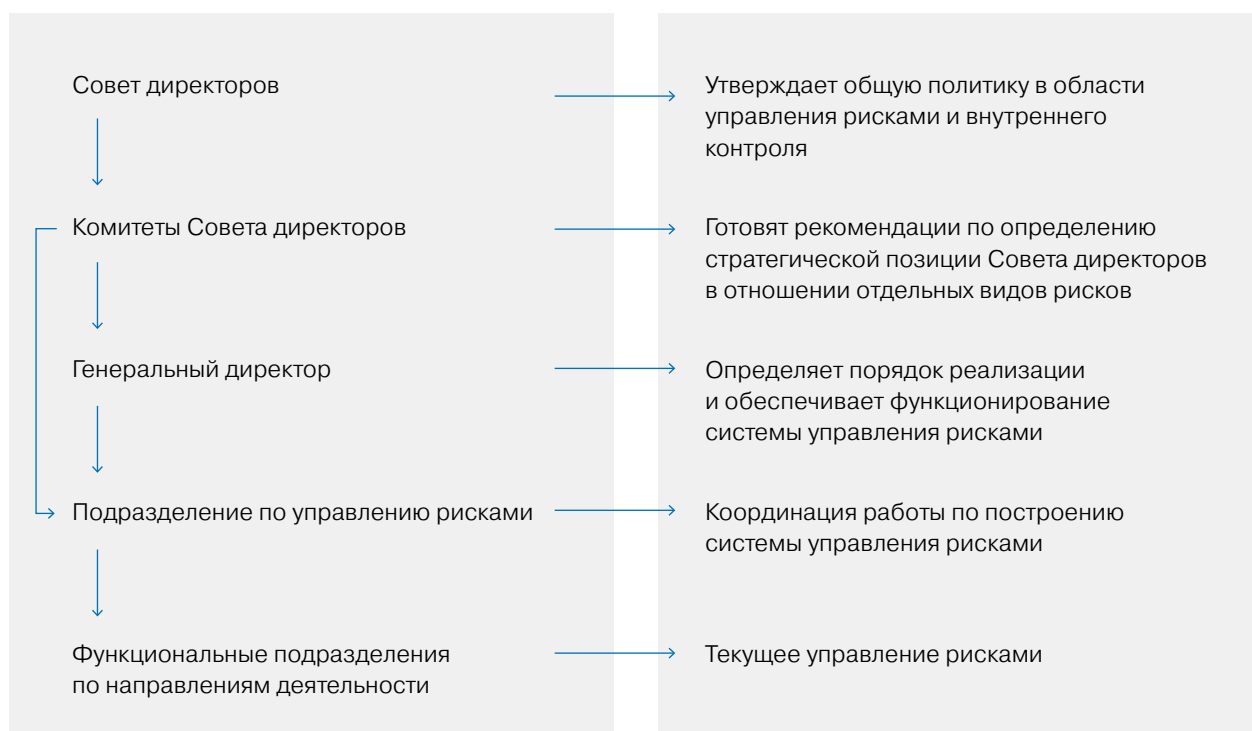 Совет директоров
Утверждает общую политику в области
управления рисками и внутреннего
контроля
Комитеты Совета директоров
Готовят рекомендации по определению
стратегической позиции Совета директоров
в отношении отдельных видов рисков
Генеральный директор
Определяет порядок реализации
и обеспечивает функционирование
системы управления рисками
Подразделение по управлению рисками
Координация работы по построению
системы управления рисками
Функциональные подразделения
по направлениям деятельности
Текущее управление рисками